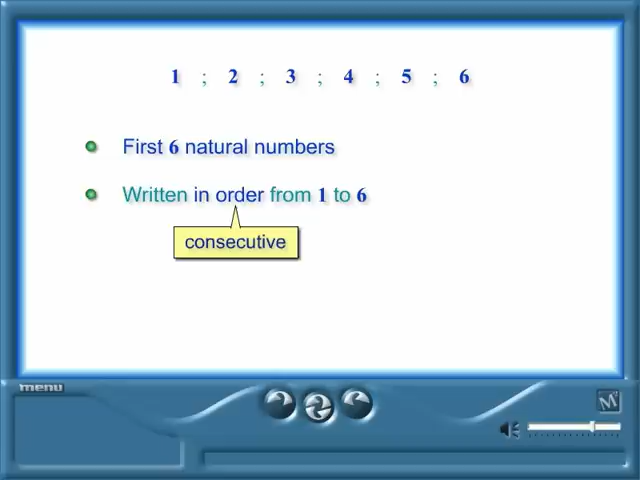 1 ; 2 ; 3 ; 4 ; 5 ; 6
First 6 natural numbers
Written in order from 1 to 6
consecutive
menu
M